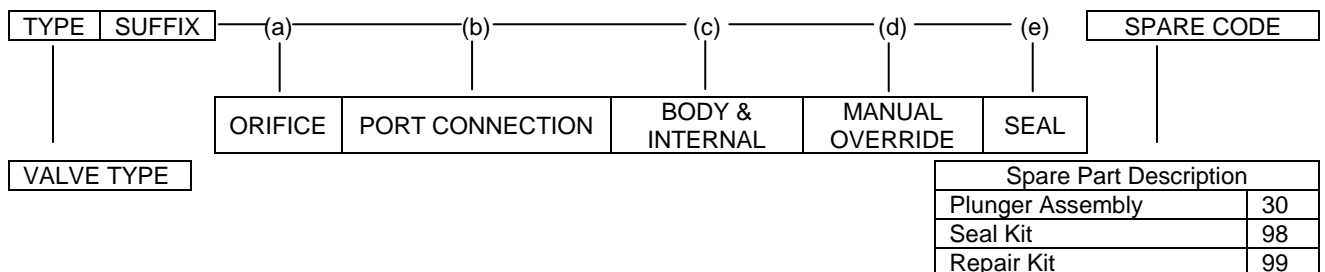 TYPE SUFFIX (a) (b) (c) (d) (e) SPARE CODE
ORIFICE PORT CONNECTION BODY & INTERNAL MANUAL OVERRIDE SEAL
VALVE TYPE
Spare Part Description
Plunger Assembly 30
Seal Kit 98
Repair Kit 99